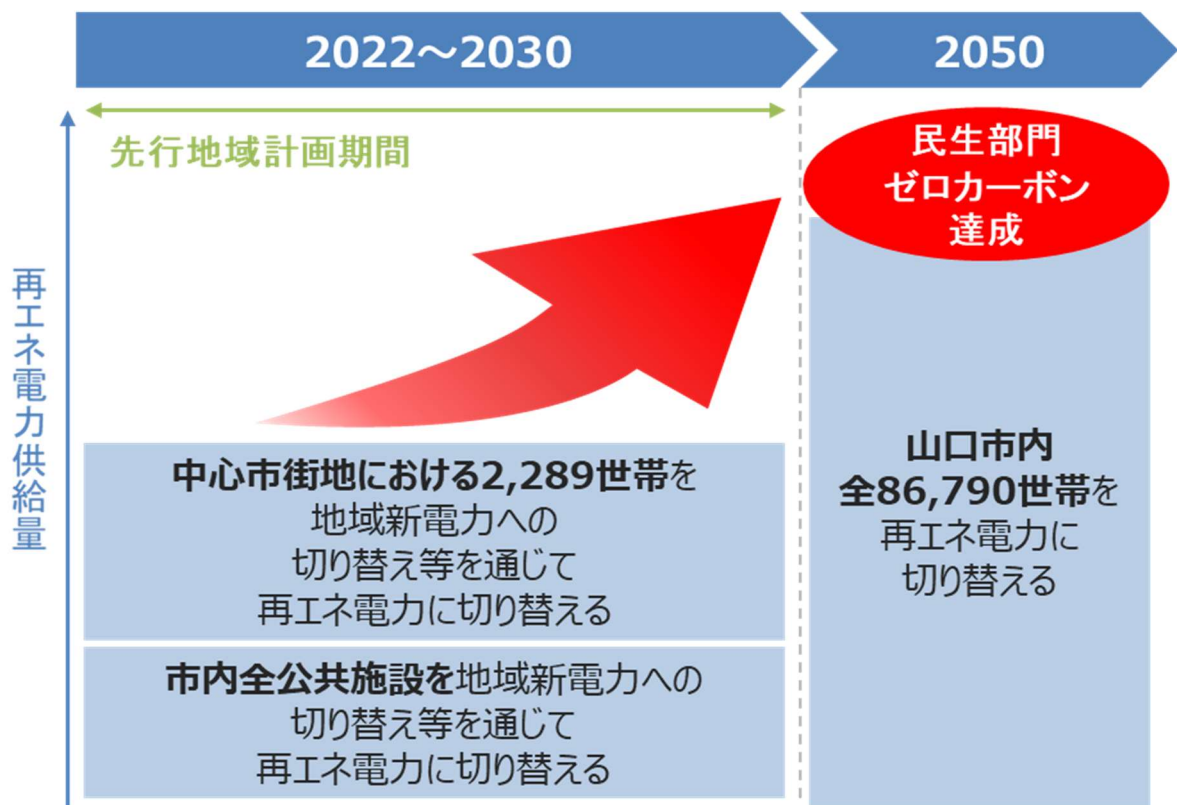 2022～2030
2050
先行地域計画期間
民生部門
ゼロカーボン
達成
再エネ電力供給量
中心市街地における2,289世帯を
地域新電力への
切り替え等を通じて
再エネ電力に切り替える
市内全公共施設を地域新電力への
切り替え等を通じて
再エネ電力に切り替える
山口市内
全86,790世帯を
再エネ電力に
切り替える